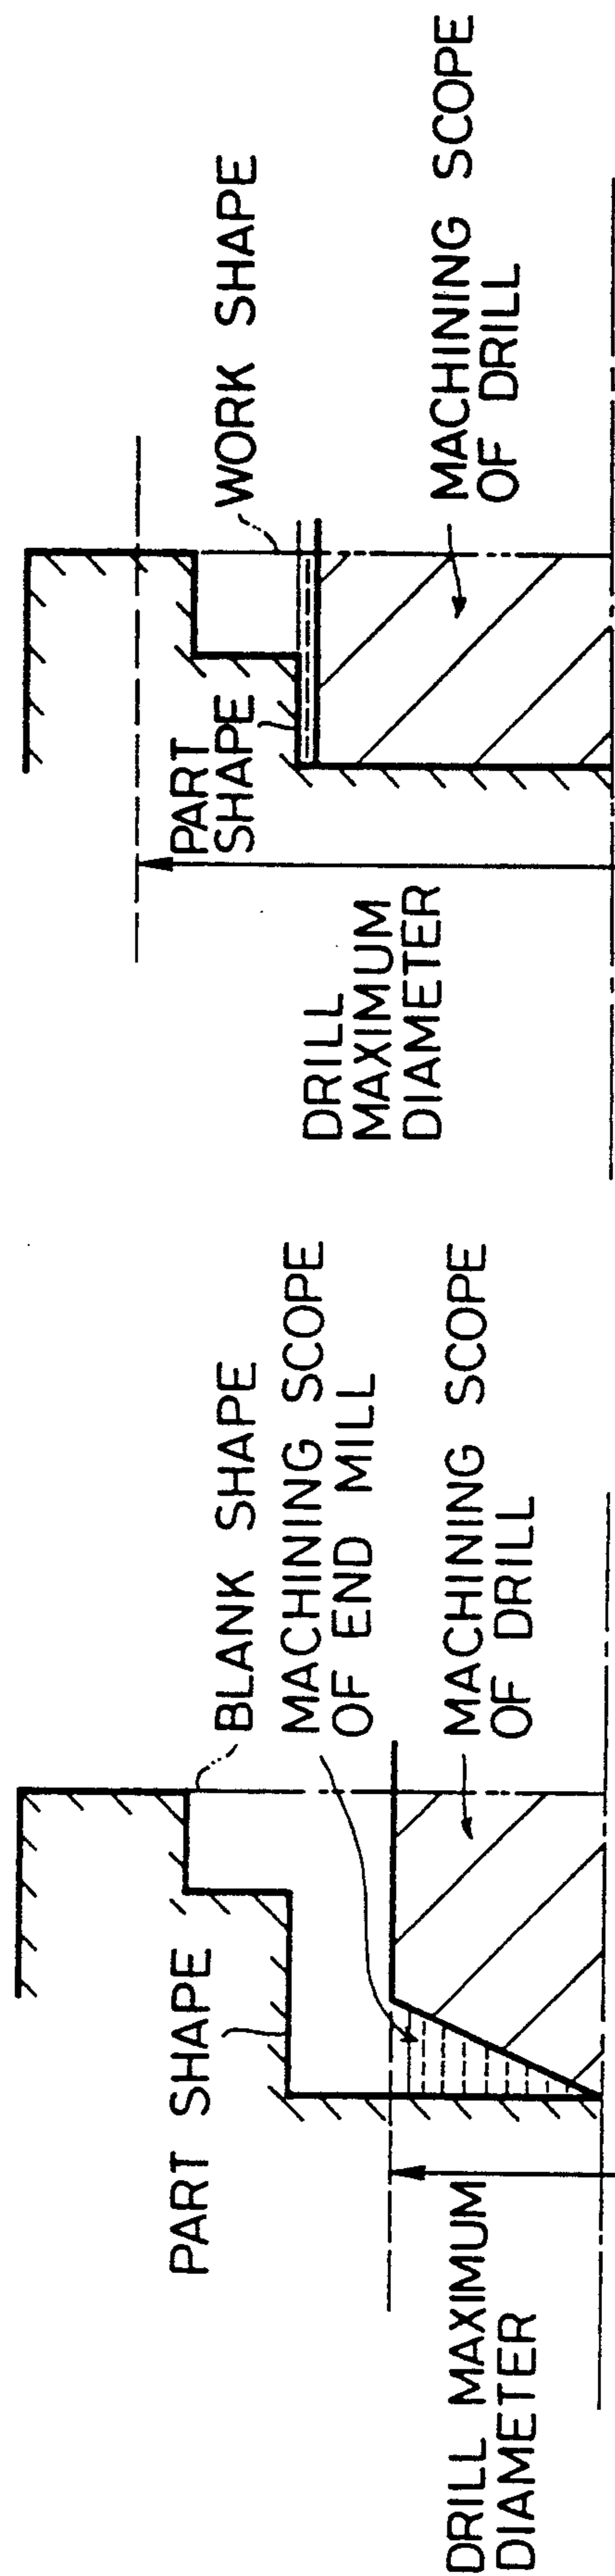 PART SHAPE
BLANK SHAPE
MACHINING SCOPE
OF END MILL
MACHINING SCOPE
OF DRILL
DRILL MAXIMUM
DIAMETER
PART
SHAPE
WORK SHAPE
MACHINING SCOPE
OF DRILL
DRILL
MAXIMUM
DIAMETER